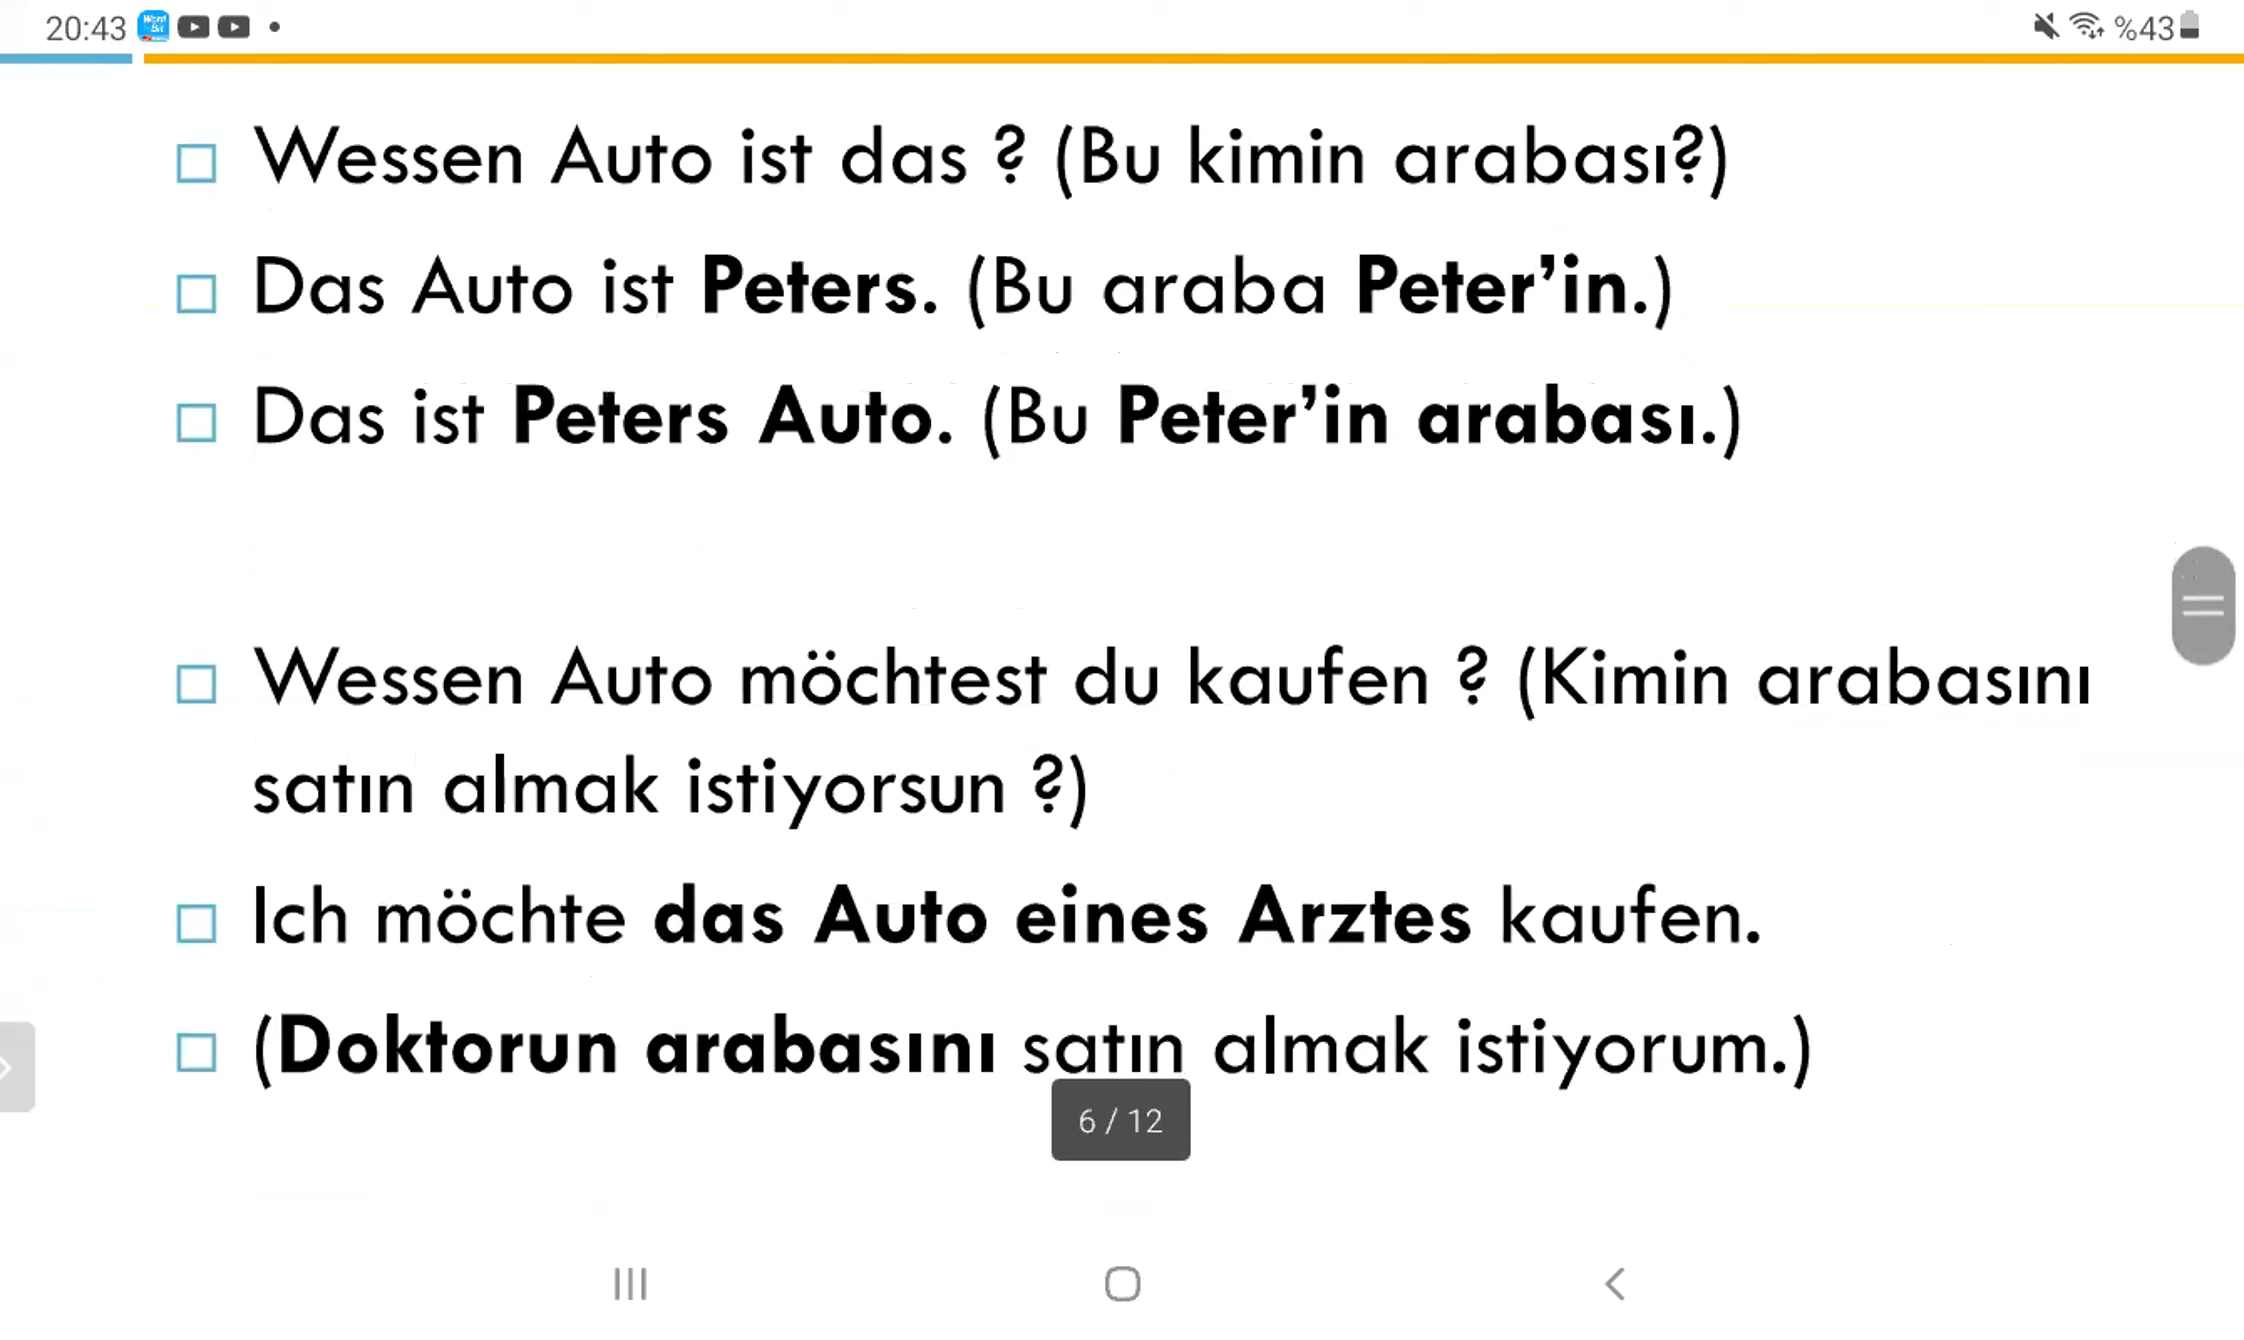 20:43 Word Bit %43
Wessen Auto ist das ? (Bu kimin arabası?)
Das Auto ist Peters. (Bu araba Peter’in.)
Das ist Peters Auto. (Bu Peter’in arabası.)
Wessen Auto möchtest du kaufen ? (Kimin arabasını
satın almak istiyorsun ?)
Ich möchte das Auto eines Arztes kaufen.
(Doktorun arabasını satın almak istiyorum.)
6 / 12